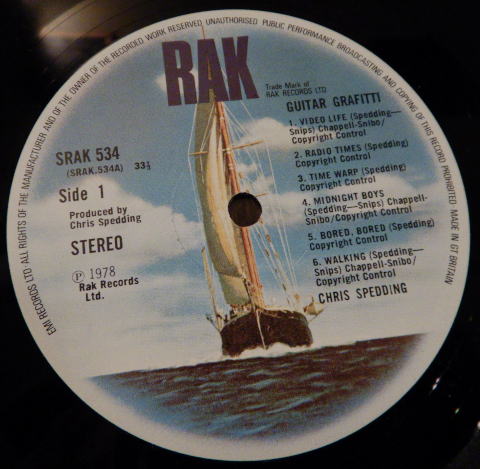 EMI RECORDS LTD. ALL RIGHTS OF THE MANUFACTURER AND OF THE OWNER OF THE RECORDED WORK RESERVED UNAUTHORISED PUBLIC PERFORMANCE BROADCASTING AND COPYING OF THIS RECORD PROHIBITED MADE IN GT BRITAIN
RAK
Trade Mark of
RAK RECORDS LTD
GUITAR GRAFITTI
1. VIDEO LIFE (Spedding—
Snips) Chappell-Snibo/
Copyright Control
2. RADIO TIMES (Spedding)
Copyright Control
3. TIME WARP (Spedding)
Copyright Control
4. MIDNIGHT BOYS
(Spedding—Snips) Chappell-
Snibo/Copyright Control
5. BORED, BORED (Spedding)
Copyright Control
6. WALKING (Spedding—
Snips) Chappell-Snibo/
Copyright Control
CHRIS SPEDDING
SRAK 534
(SRAK.534A) 33⅓
Side 1
Produced by
Chris Spedding
STEREO
℗ 1978
Rak Records
Ltd.